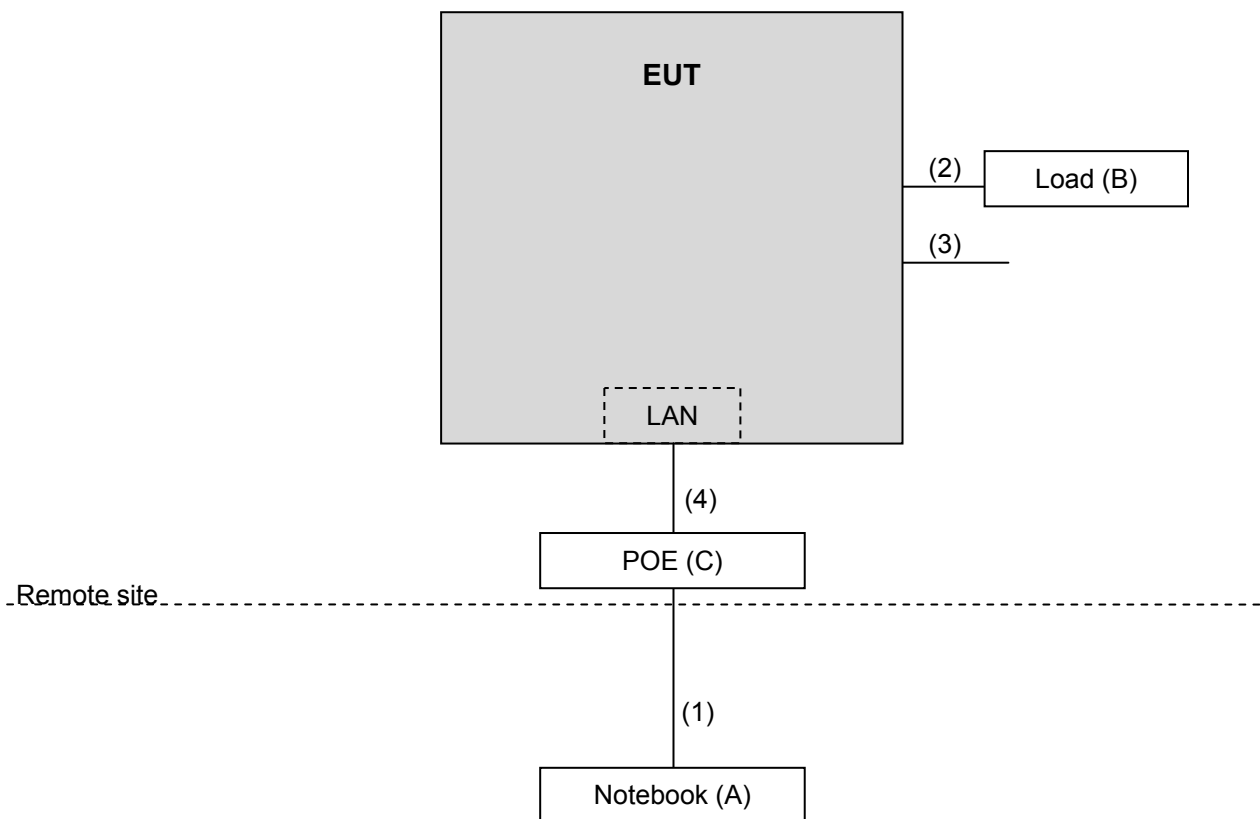 EUT
(2)
Load (B)
(3)
LAN
(4)
POE (C)
Remote site
(1)
Notebook (A)